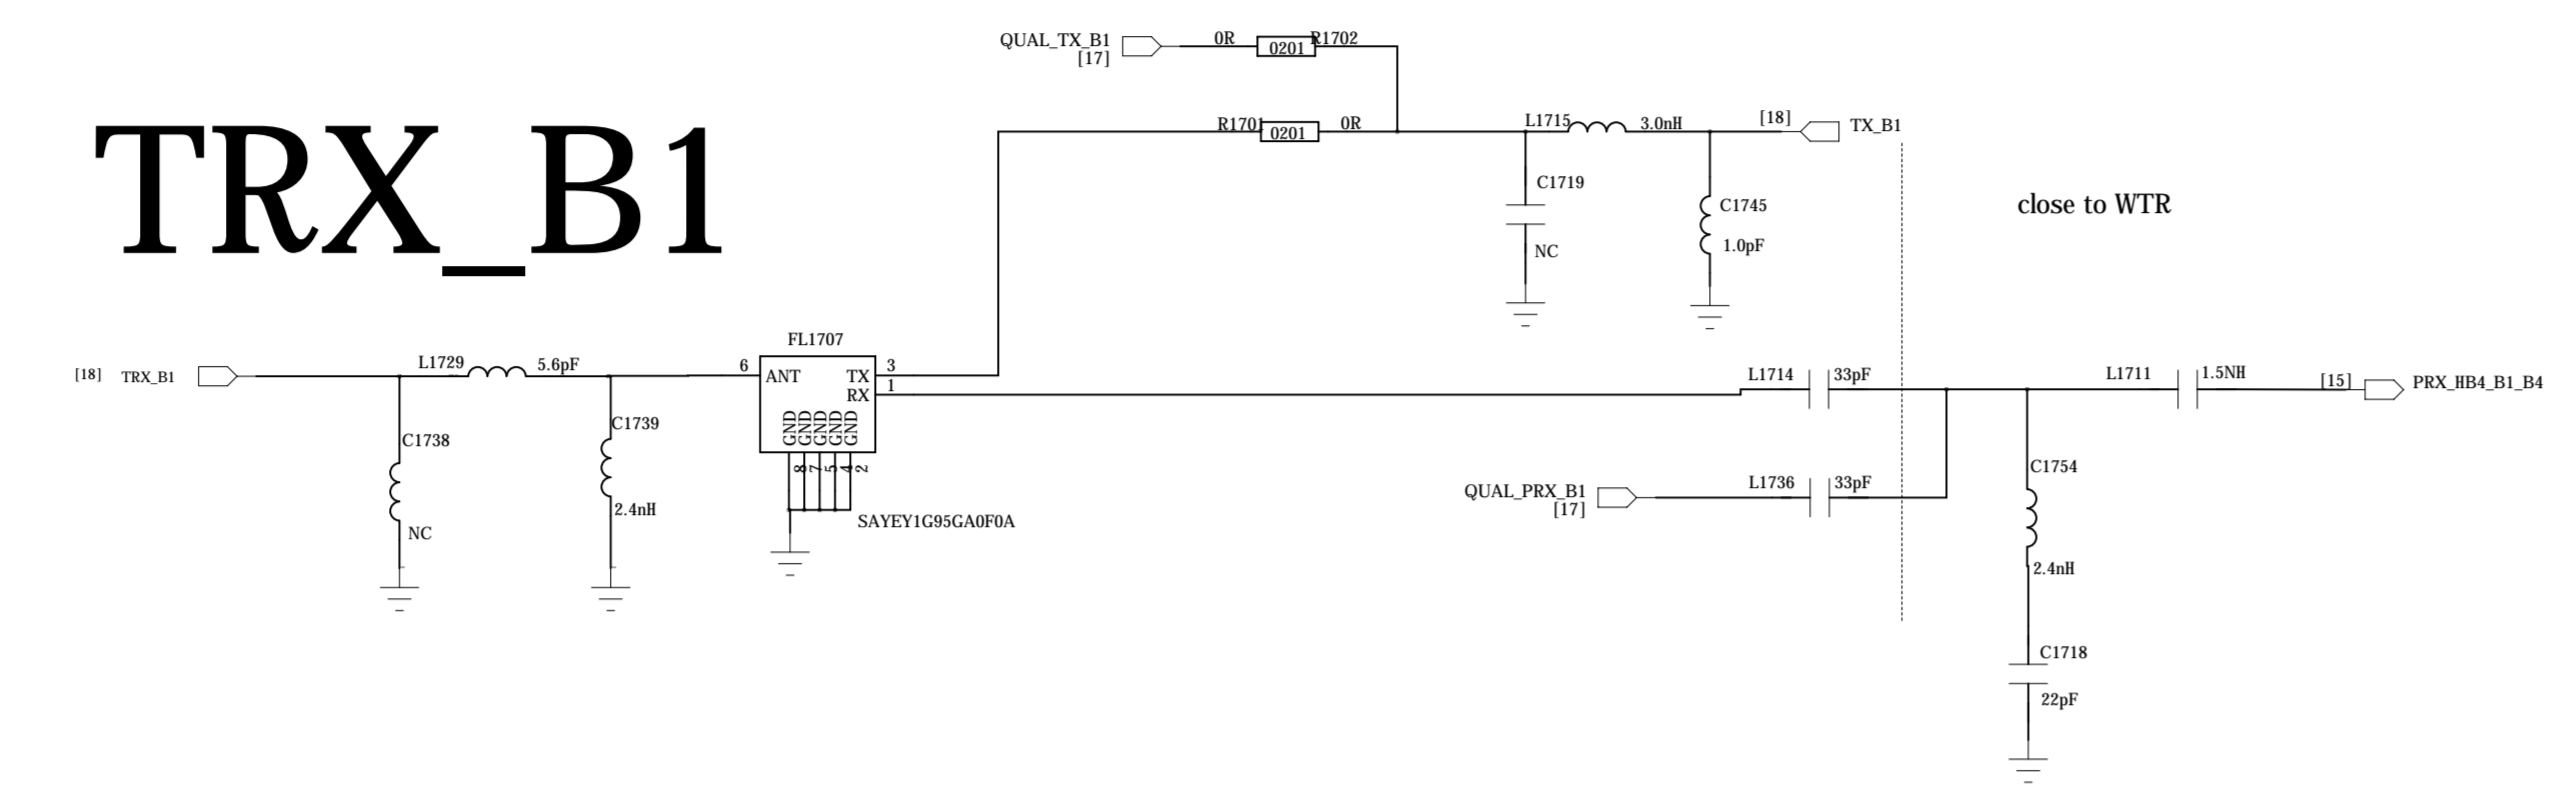 QUAL_TX_B1
[17]
0R
0201
R1702
TRX_B1
R1701
0201
0R
L1715
3.0nH
[18]
TX_B1
C1719
NC
C1745
1.0pF
close to WTR
FL1707
[18]
TRX_B1
L1729
5.6pF
6
ANT
TX
3
RX
1
GND
GND
GND
GND
GND
8
7
5
4
2
SAYEY1G95GA0F0A
C1738
NC
C1739
2.4nH
L1714
33pF
L1711
1.5NH
[15]
PRX_HB4_B1_B4
QUAL_PRX_B1
[17]
L1736
33pF
C1754
2.4nH
C1718
22pF